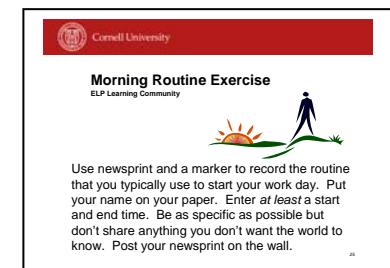 Cornell University
Morning Routine Exercise
ELP Learning Community
Use newsprint and a marker to record the routine
that you typically use to start your work day. Put
your name on your paper. Enter at least a start
and end time. Be as specific as possible but
don't share anything you don't want the world to
know. Post your newsprint on the wall.